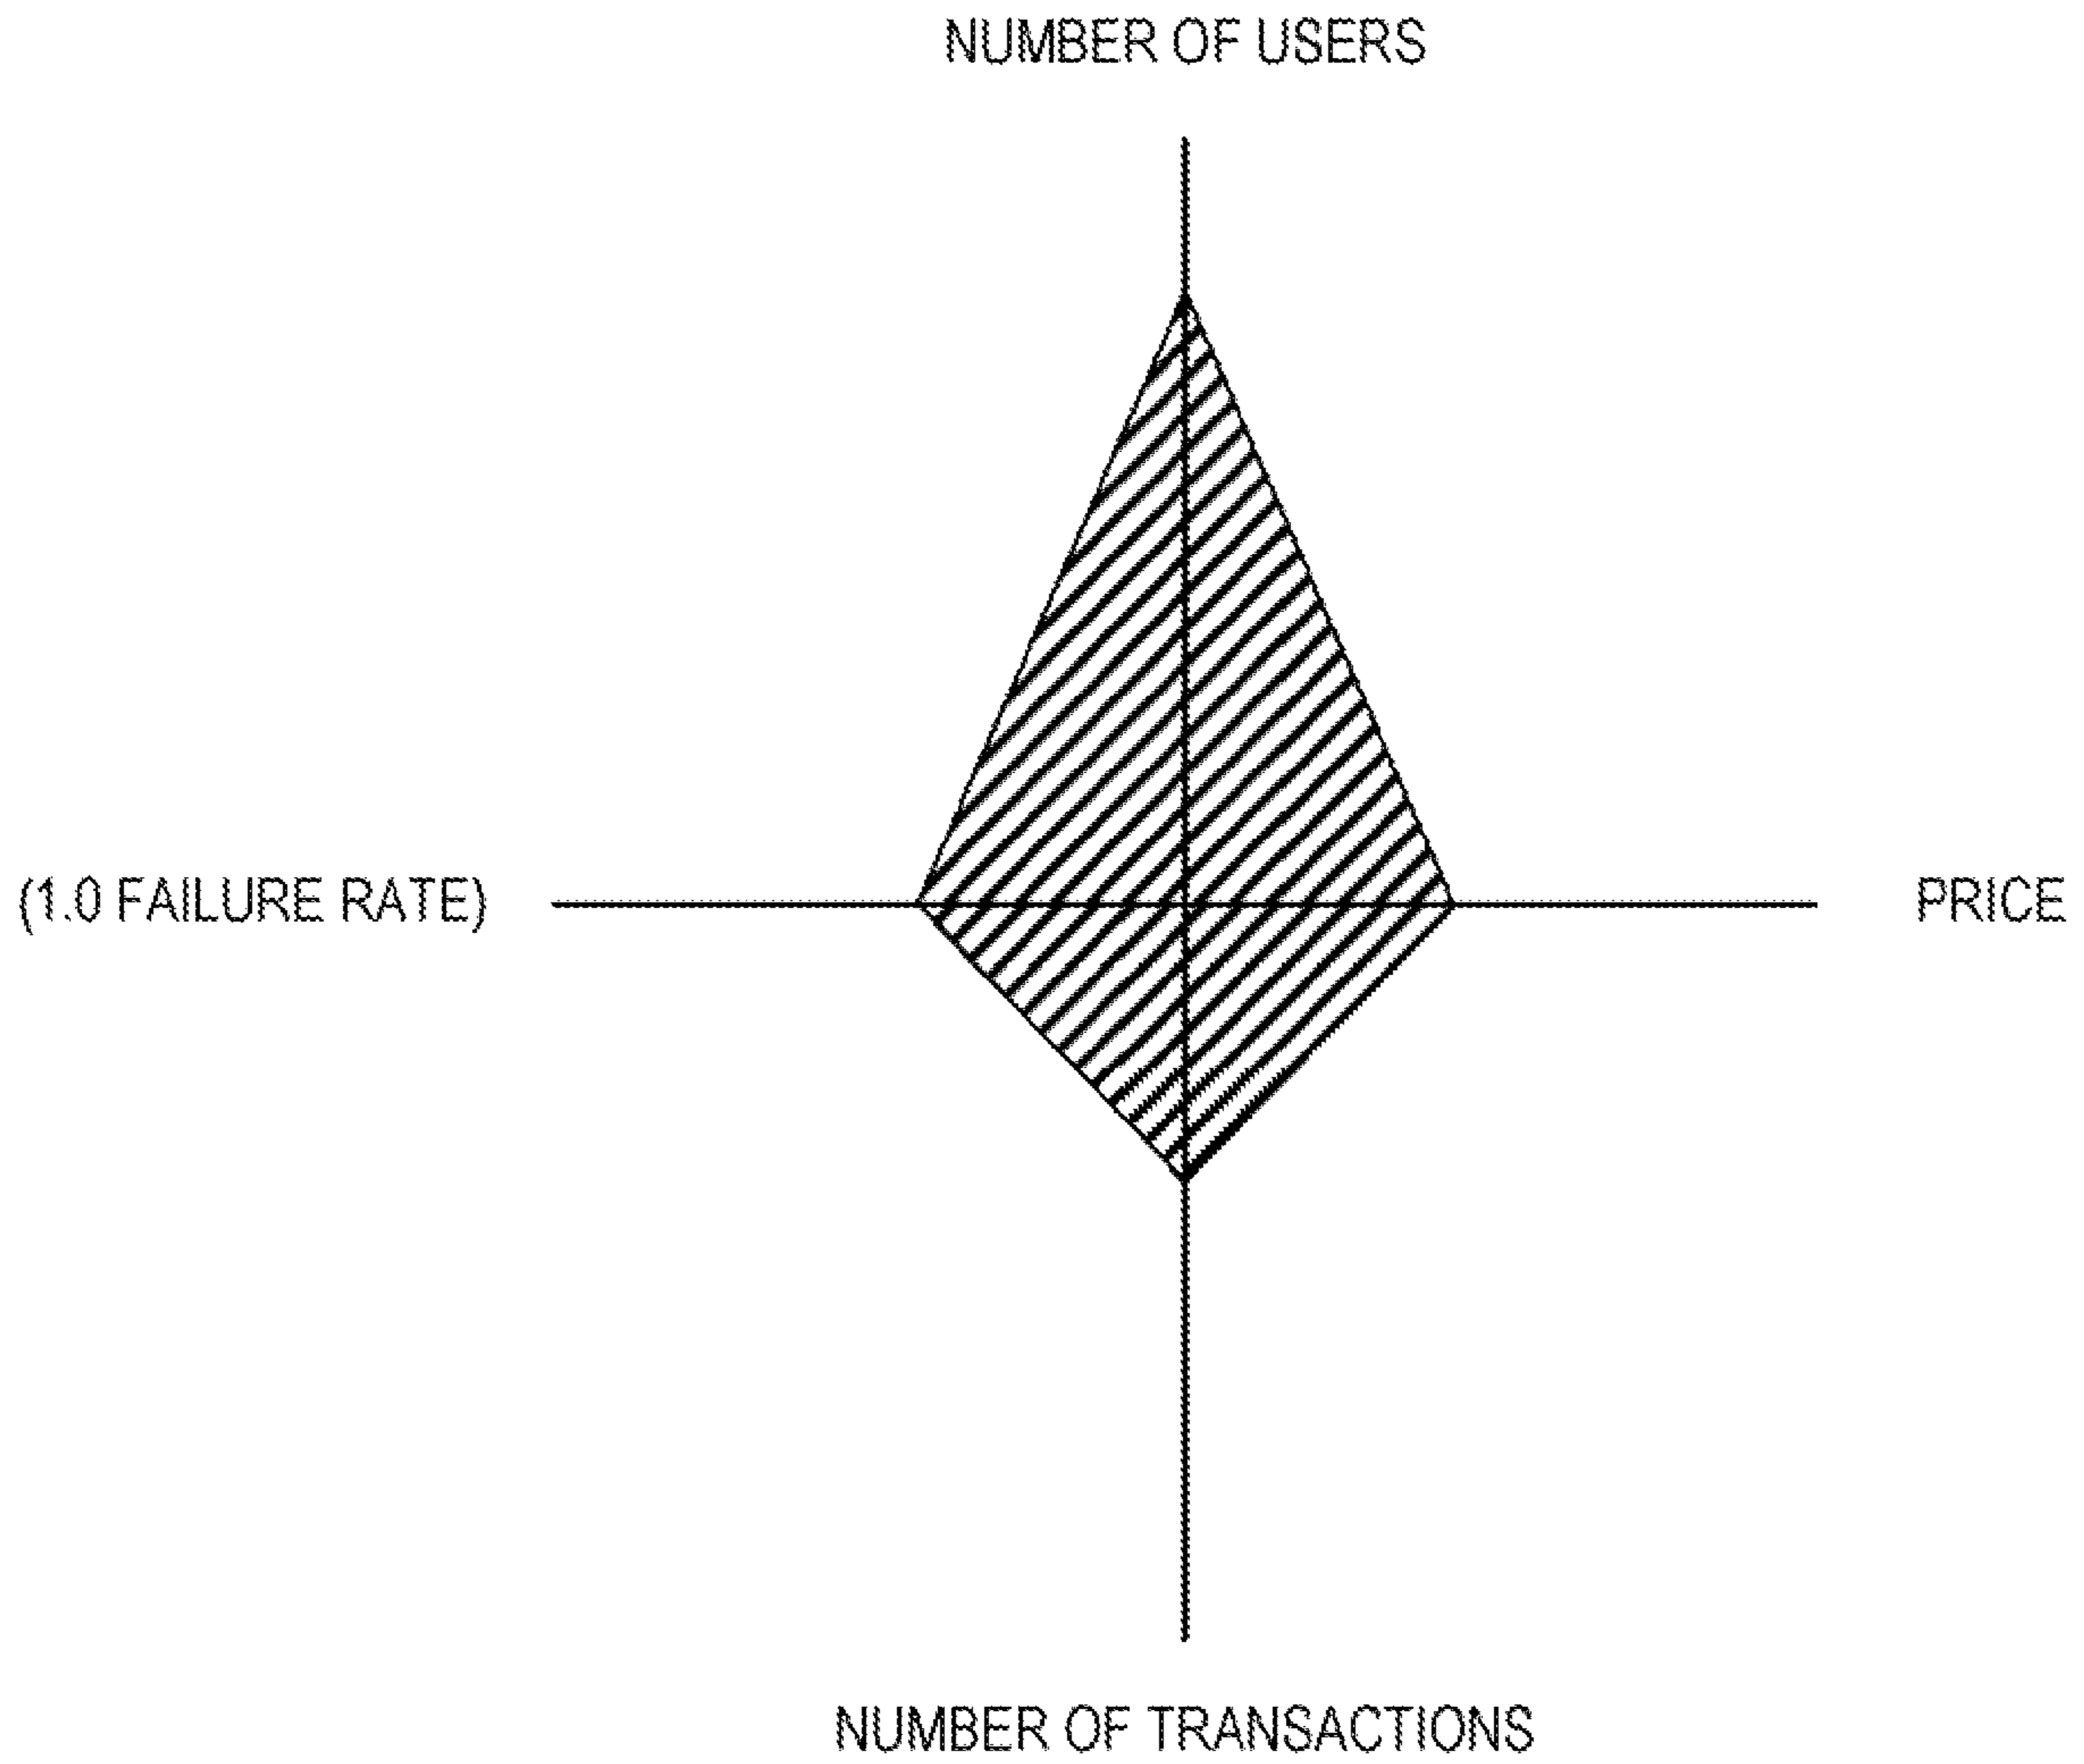 NUMBER OF USERS
(1.0 FAILURE RATE)
PRICE
NUMBER OF TRANSACTIONS